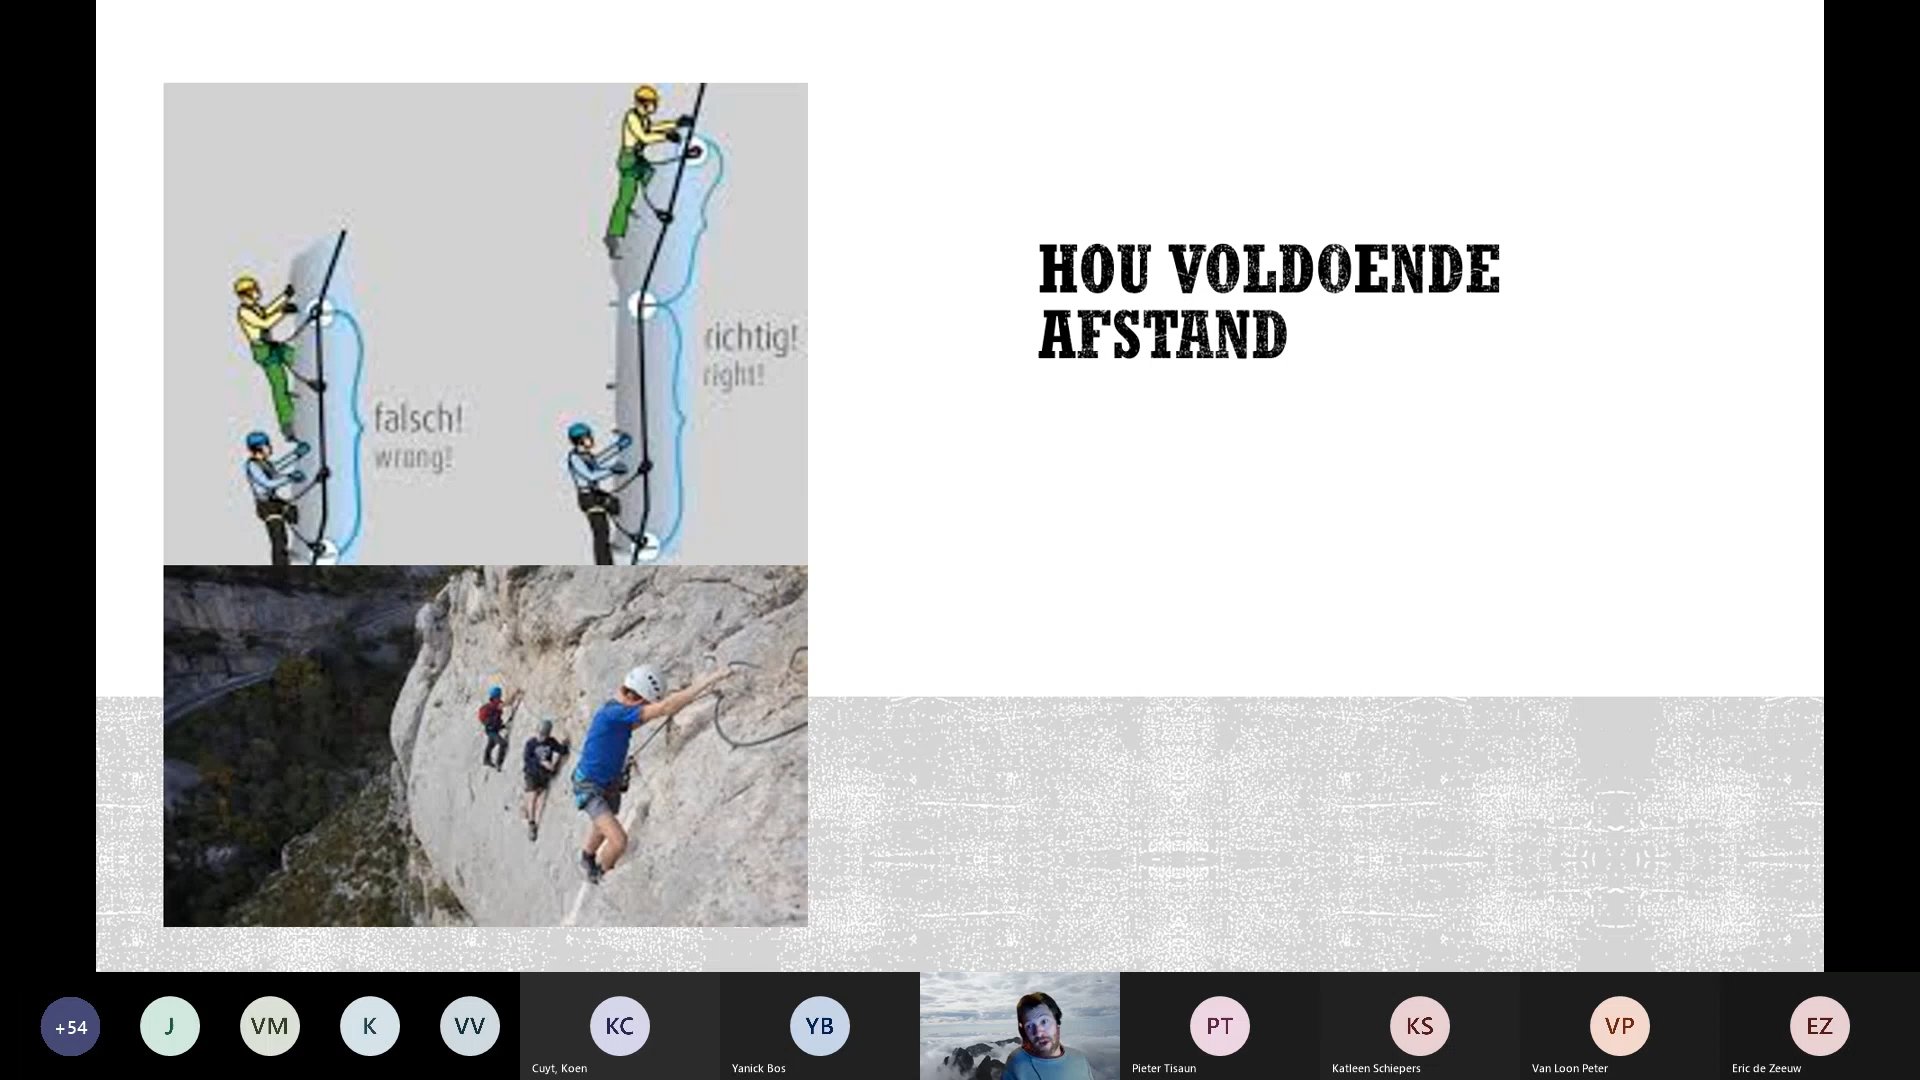 HOU VOLDOENDE
AFSTAND
richtig!
right!
falsch!
wrong!
+54
J
VM
K
VV
KC
YB
PT
KS
VP
EZ
Cuyt, Koen
Yanick Bos
Pieter Tisaun
Katleen Schiepers
Van Loon Peter
Eric de Zeeuw